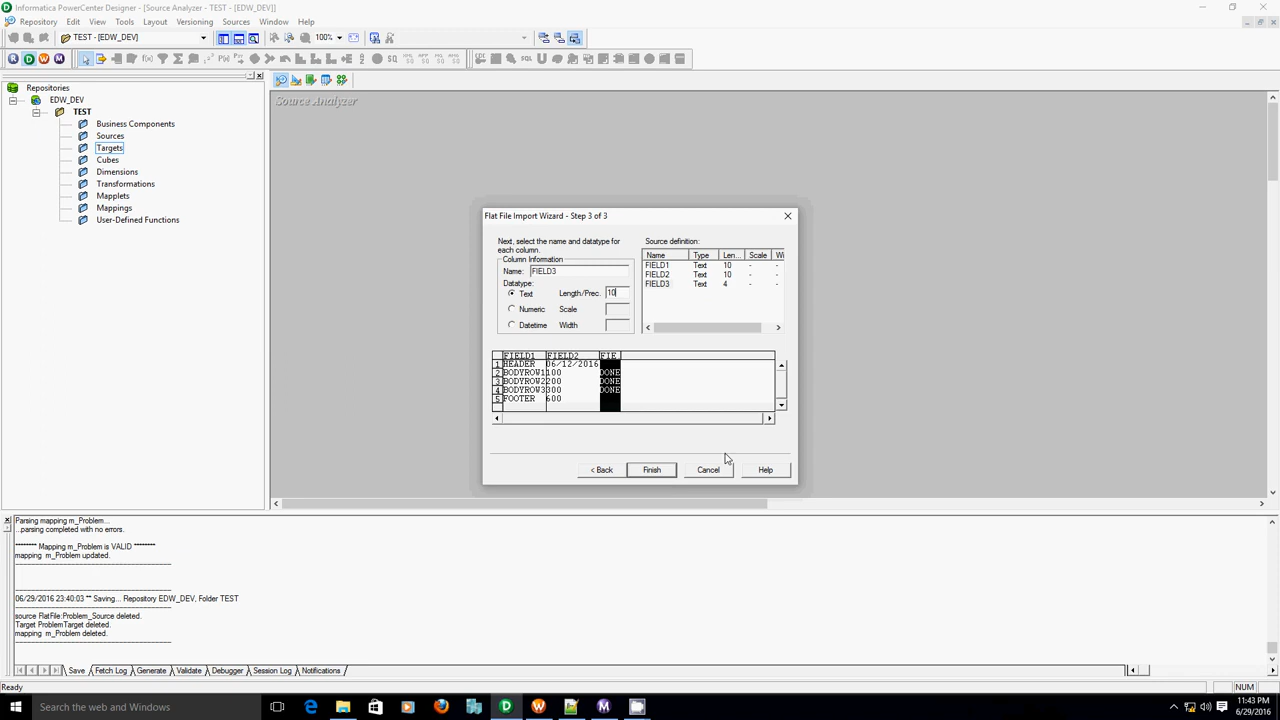 Informatica PowerCenter Designer - [Source Analyzer - TEST - [EDW_DEV]
Repository Edit View Tools Layout Versioning Sources Window Help
TEST - [EDW_DEV] 100%
Repositories
EDW_DEV
TEST
Business Components
Sources
Targets
Cubes
Dimensions
Transformations
Mapplets
Mappings
User-Defined Functions
Source Analyzer
Flat File Import Wizard - Step 3 of 3
Next, select the name and datatype for
each column.
Column Information
Name: FIELD3
Datatype:
Text Length/Prec. 10
Numeric Scale
Datetime Width
Source definition:
Name Type Len... Scale Wi
FIELD1 Text 10 - -
FIELD2 Text 10 - -
FIELD3 Text 4 - -
FIELD1 FIELD2 FIE
1 HEADER 06/12/2016
2 BODYROW1 100 DONE
3 BODYROW2 200 DONE
4 BODYROW3 300 DONE
5 FOOTER 600
< Back Finish Cancel Help
Parsing mapping m_Problem...
...parsing completed with no errors.
******** Mapping m_Problem is VALID ********
mapping m_Problem updated.
06/29/2016 23:40:03 ** Saving... Repository EDW_DEV, Folder TEST
source FlatFile:Problem_Source deleted.
Target ProblemTarget deleted.
mapping m_Problem deleted.
Save Fetch Log Generate Validate Debugger Session Log Notifications
Ready NUM
Search the web and Windows
11:43 PM
6/29/2016